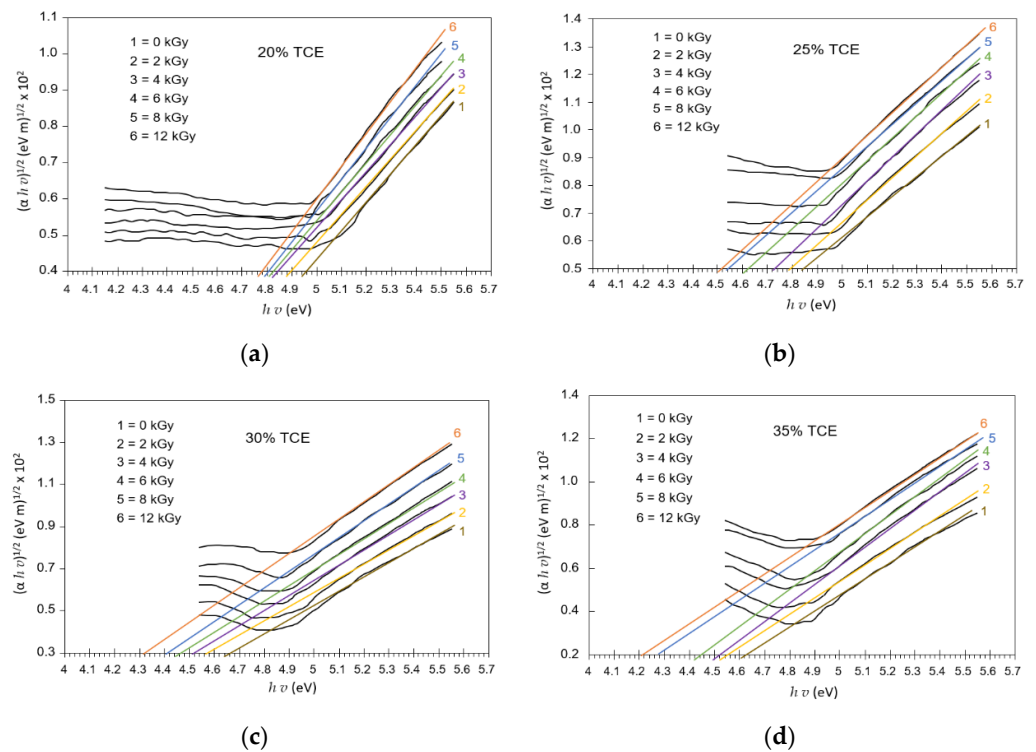 20% TCE
1 = 0 kGy
2 = 2 kGy
3 = 4 kGy
4 = 6 kGy
5 = 8 kGy
6 = 12 kGy
(α h ν)1/2 (eV m)1/2 x 102
1.1
1.0
0.9
0.8
0.7
0.6
0.5
0.4
6
5
4
3
2
1
4 4.1 4.2 4.3 4.4 4.5 4.6 4.7 4.8 4.9 5 5.1 5.2 5.3 5.4 5.5 5.6 5.7
h υ (eV)
(a)
25% TCE
1 = 0 kGy
2 = 2 kGy
3 = 4 kGy
4 = 6 kGy
5 = 8 kGy
6 = 12 kGy
(α h ν)1/2 (eV m)1/2 x 102
1.4
1.3
1.2
1.1
1.0
0.9
0.8
0.7
0.6
0.5
6
5
4
3
2
1
4 4.1 4.2 4.3 4.4 4.5 4.6 4.7 4.8 4.9 5 5.1 5.2 5.3 5.4 5.5 5.6 5.7
h υ (eV)
(b)
30% TCE
1 = 0 kGy
2 = 2 kGy
3 = 4 kGy
4 = 6 kGy
5 = 8 kGy
6 = 12 kGy
(α h ν)1/2 (eV m)1/2 x 102
1.5
1.3
1.1
0.9
0.7
0.5
0.3
6
5
4
3
2
1
4 4.1 4.2 4.3 4.4 4.5 4.6 4.7 4.8 4.9 5 5.1 5.2 5.3 5.4 5.5 5.6 5.7
h υ (eV)
(c)
35% TCE
1 = 0 kGy
2 = 2 kGy
3 = 4 kGy
4 = 6 kGy
5 = 8 kGy
6 = 12 kGy
(α h ν)1/2 (eV m)1/2 x 102
1.4
1.2
1.0
0.8
0.6
0.4
0.2
6
5
4
3
2
1
4 4.1 4.2 4.3 4.4 4.5 4.6 4.7 4.8 4.9 5 5.1 5.2 5.3 5.4 5.5 5.6 5.7
h υ (eV)
(d)